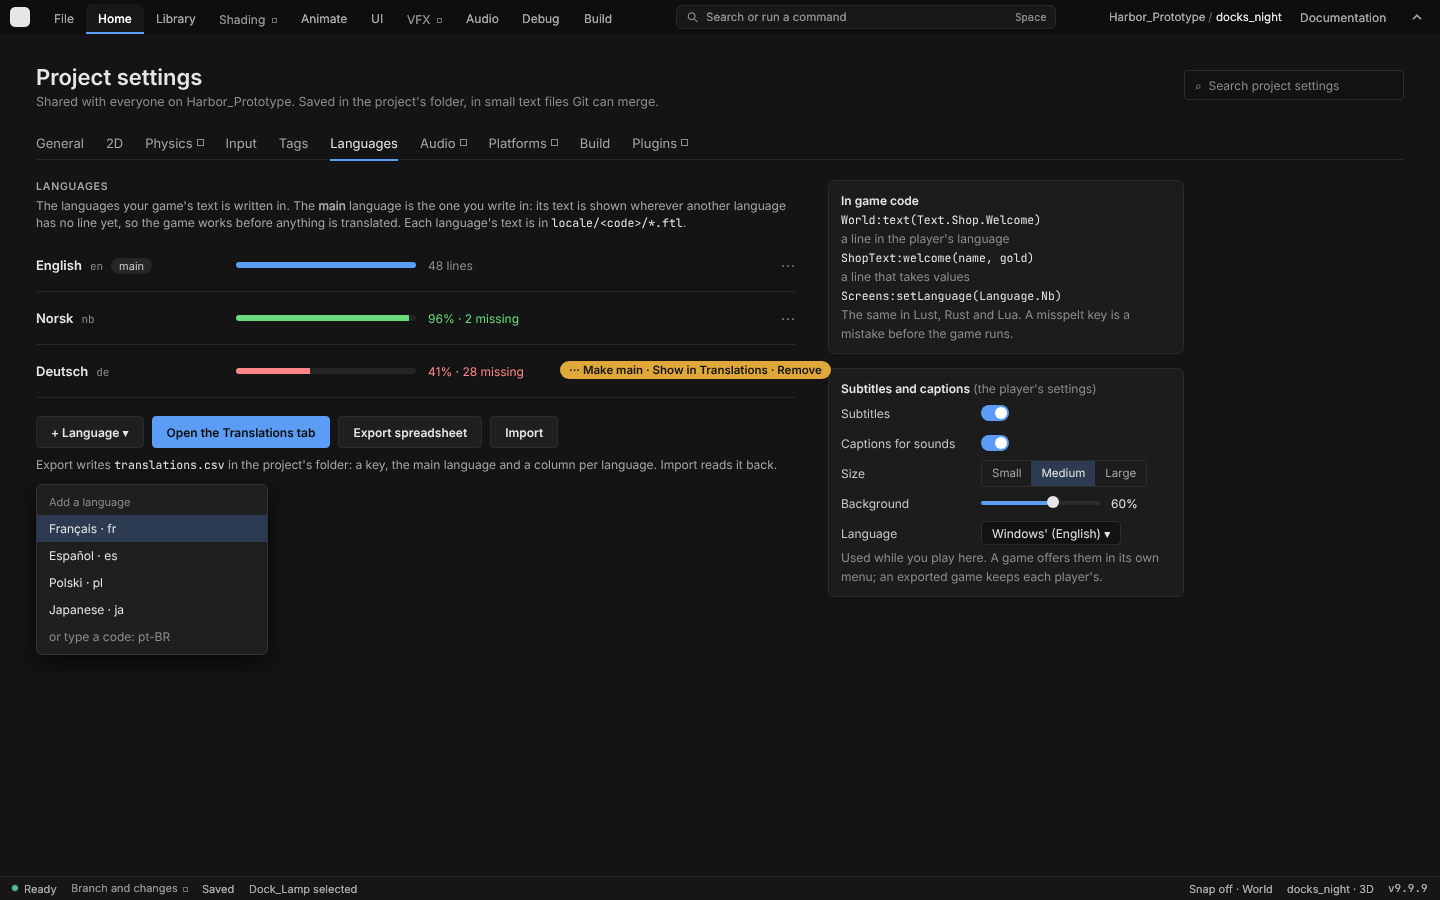 File Home Library Shading Animate UI VFX Audio Debug Build Search or run a command Space Harbor_Prototype / docks_night Documentation
Project settings
Shared with everyone on Harbor_Prototype. Saved in the project's folder, in small text files Git can merge.
Search project settings
General 2D Physics Input Tags Languages Audio Platforms Build Plugins
LANGUAGES
The languages your game's text is written in. The main language is the one you write in: its text is shown wherever another language
has no line yet, so the game works before anything is translated. Each language's text is in locale/<code>/*.ftl.
English en main 48 lines ···
Norsk nb 96% · 2 missing ···
Deutsch de 41% · 28 missing ··· Make main · Show in Translations · Remove
+ Language ▾ Open the Translations tab Export spreadsheet Import
Export writes translations.csv in the project's folder: a key, the main language and a column per language. Import reads it back.
Add a language
Français · fr
Español · es
Polski · pl
Japanese · ja
or type a code: pt-BR
In game code
World:text(Text.Shop.Welcome)
a line in the player's language
ShopText:welcome(name, gold)
a line that takes values
Screens:setLanguage(Language.Nb)
The same in Lust, Rust and Lua. A misspelt key is a
mistake before the game runs.
Subtitles and captions (the player's settings)
Subtitles
Captions for sounds
Size Small Medium Large
Background 60%
Language Windows' (English) ▾
Used while you play here. A game offers them in its own
menu; an exported game keeps each player's.
Ready Branch and changes Saved Dock_Lamp selected Snap off · World docks_night · 3D v9.9.9